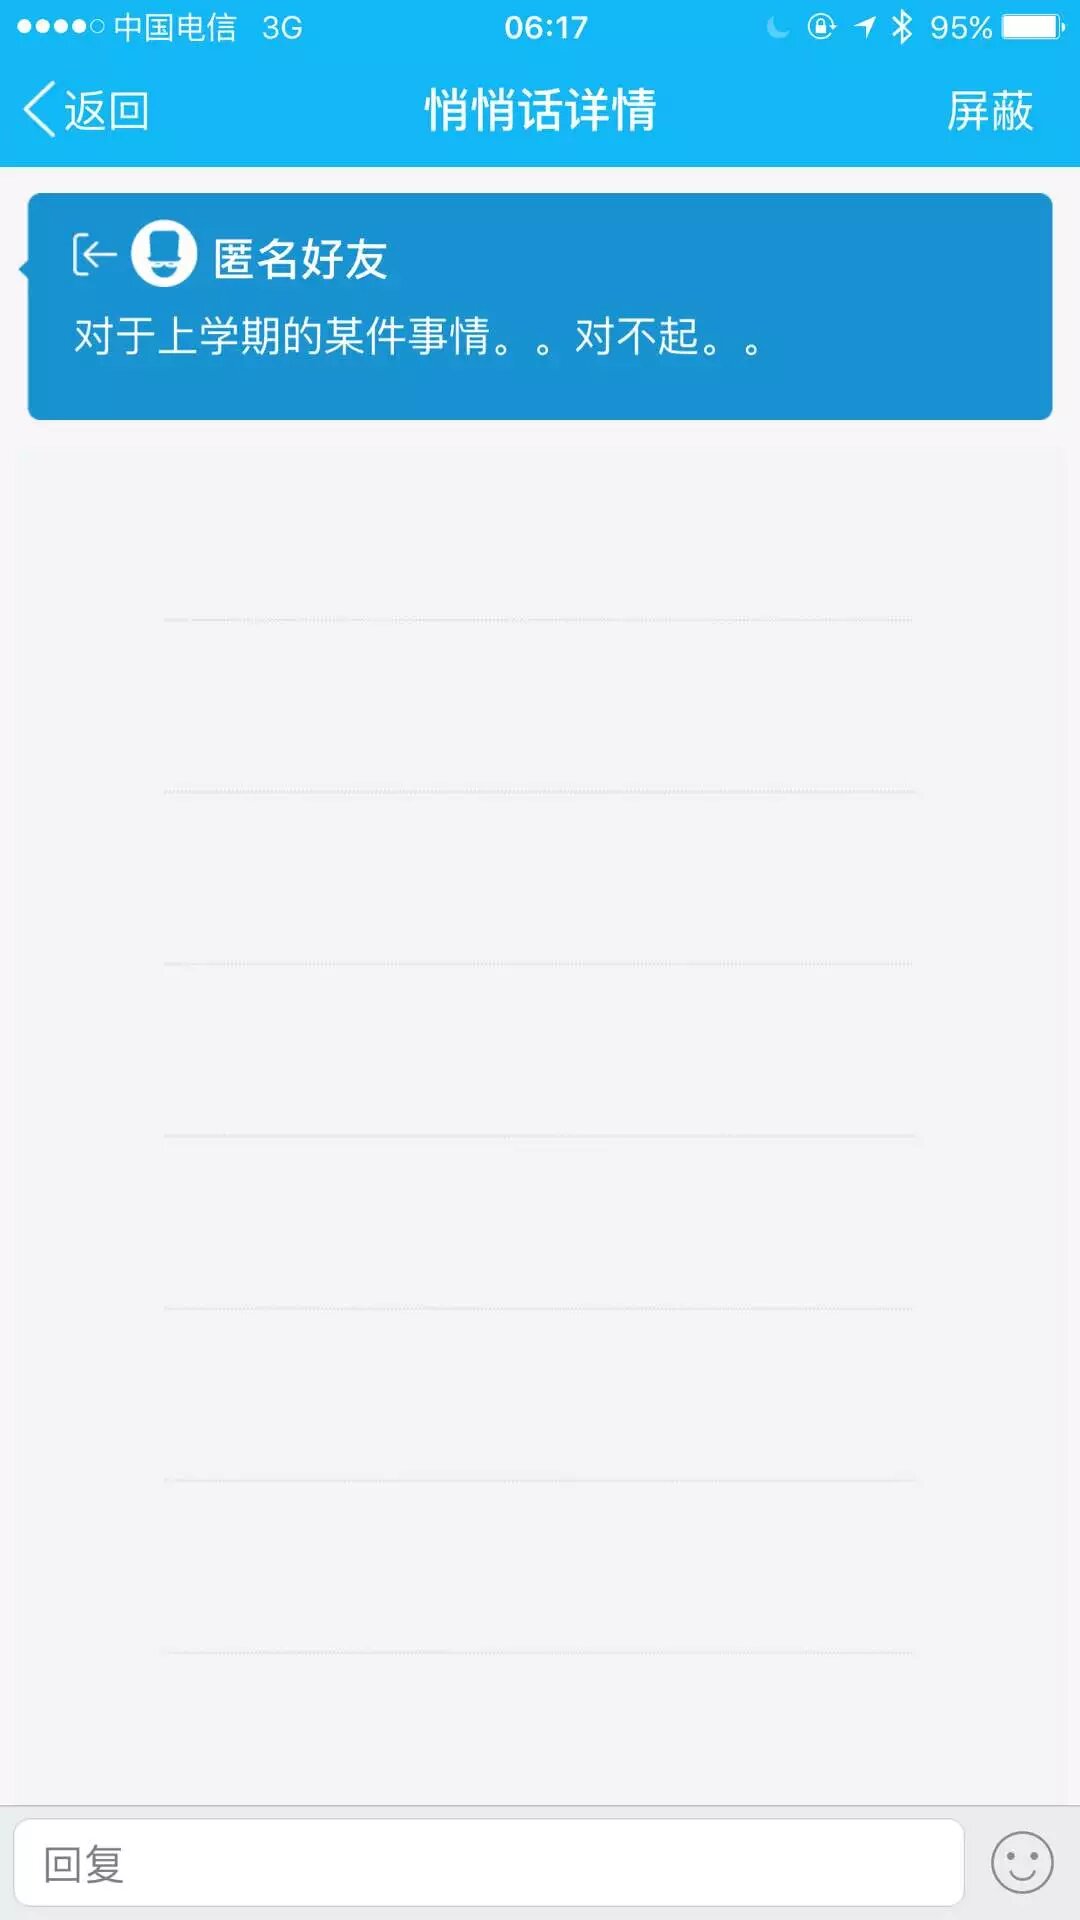 中国电信 3G 06:17 95%
返回 悄悄话详情 屏蔽
匿名好友
对于上学期的某件事情。。对不起。。
回复